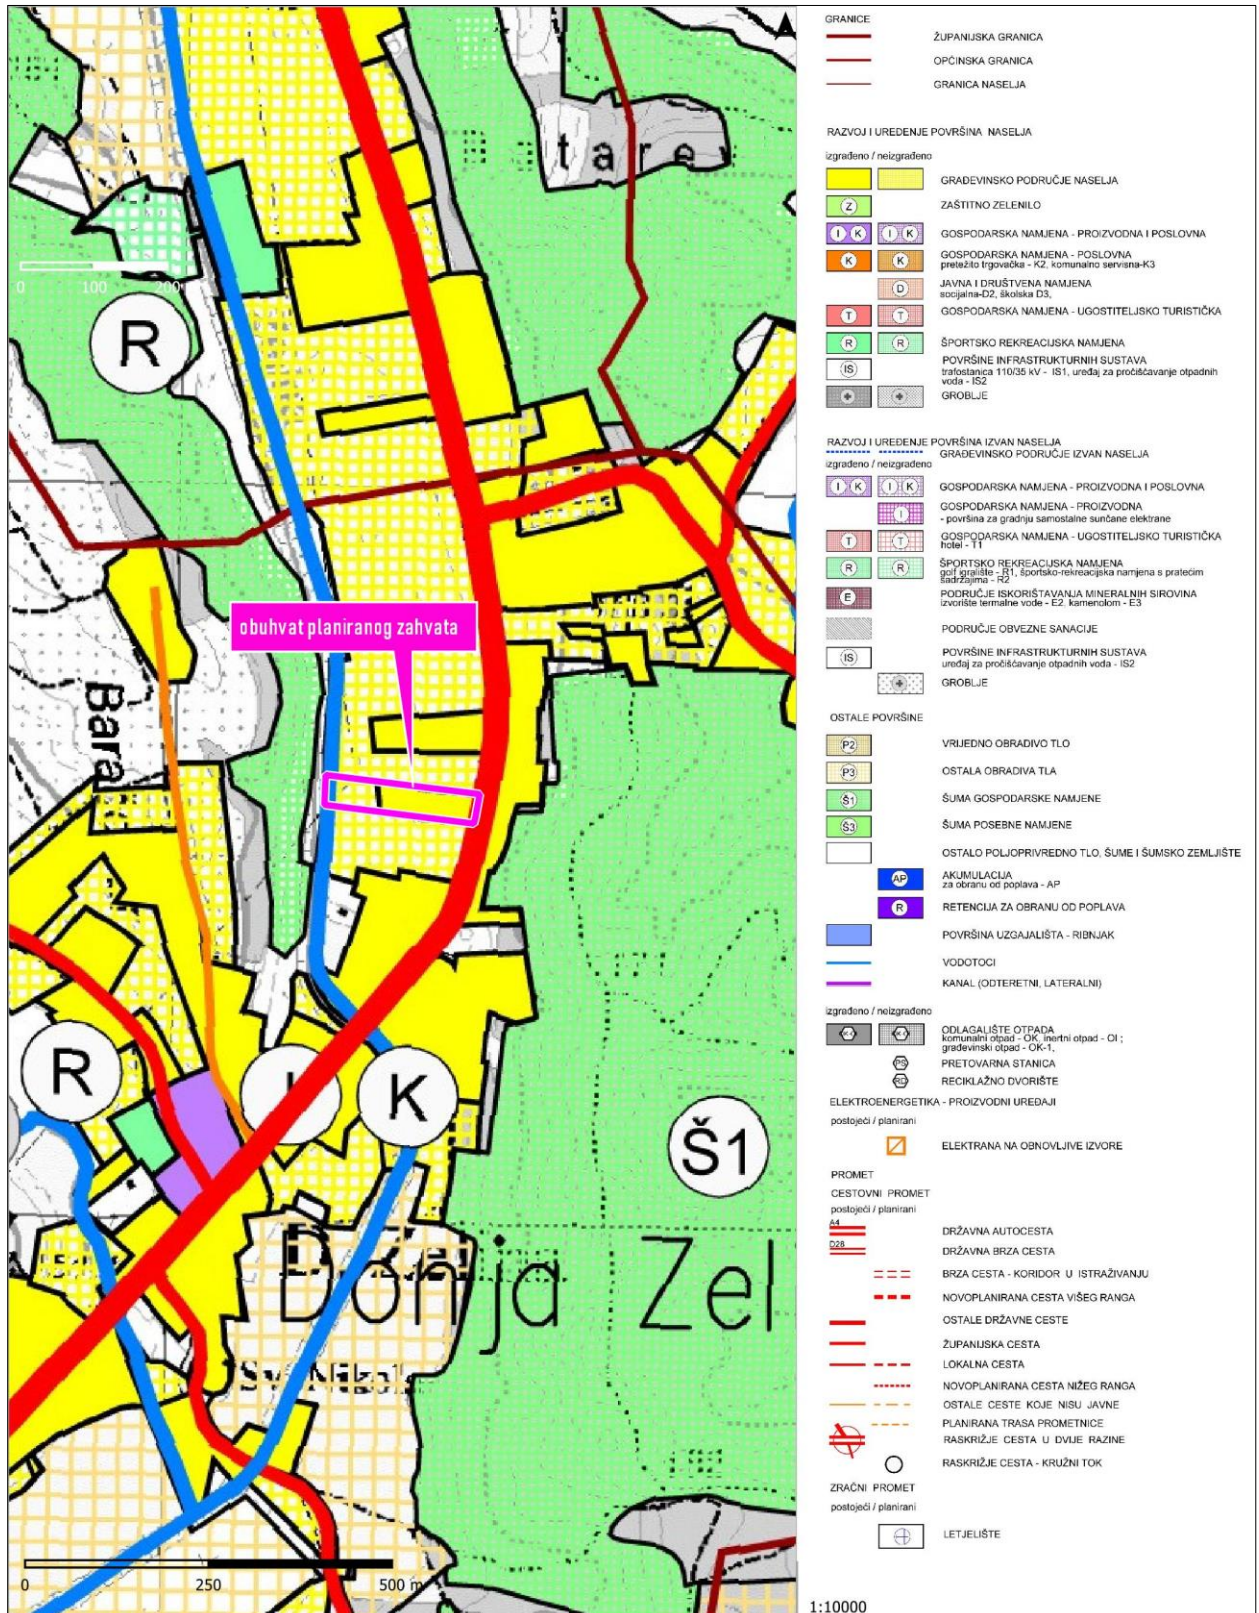 tarev
0 100 200
R
obuhvat planiranog zahvata
Bara
R
I
K
Š1
Donja Zel
0 250 500 m
GRANICE
ŽUPANIJSKA GRANICA
OPĆINSKA GRANICA
GRANICA NASELJA
RAZVOJ I UREĐENJE POVRŠINA NASELJA
izgrađeno / neizgrađeno
GRAĐEVINSKO PODRUČJE NASELJA
Z ZAŠTITNO ZELENILO
I K I K GOSPODARSKA NAMJENA - PROIZVODNA I POSLOVNA
K K GOSPODARSKA NAMJENA - POSLOVNA
pretežito trgovačka - K2, komunalno servisna-K3
D JAVNA I DRUŠTVENA NAMJENA
socijalna-D2, školska D3,
T T GOSPODARSKA NAMJENA - UGOSTITELJSKO TURISTIČKA
R R ŠPORTSKO REKREACIJSKA NAMJENA
IS POVRŠINE INFRASTRUKTURNIH SUSTAVA
trafostanica 110/35 kV - IS1, uređaj za pročišćavanje otpadnih
voda - IS2
GROBLJE
RAZVOJ I UREĐENJE POVRŠINA IZVAN NASELJA
GRAĐEVINSKO PODRUČJE IZVAN NASELJA
izgrađeno / neizgrađeno
I K I K GOSPODARSKA NAMJENA - PROIZVODNA I POSLOVNA
I GOSPODARSKA NAMJENA - PROIZVODNA
- površina za gradnju samostalne sunčane elektrane
T T GOSPODARSKA NAMJENA - UGOSTITELJSKO TURISTIČKA
hotel - T1
R R ŠPORTSKO REKREACIJSKA NAMJENA
golf igralište - R1, športsko-rekreacijska namjena s pratećim
sadržajima - R2
E PODRUČJE ISKORIŠTAVANJA MINERALNIH SIROVINA
izvorište termalne vode - E2, kamenolom - E3
PODRUČJE OBVEZNE SANACIJE
IS POVRŠINE INFRASTRUKTURNIH SUSTAVA
uređaj za pročišćavanje otpadnih voda - IS2
GROBLJE
OSTALE POVRŠINE
P2 VRIJEDNO OBRADIVO TLO
P3 OSTALA OBRADIVA TLA
Š1 ŠUMA GOSPODARSKE NAMJENE
Š3 ŠUMA POSEBNE NAMJENE
OSTALO POLJOPRIVREDNO TLO, ŠUME I ŠUMSKO ZEMLJIŠTE
AP AKUMULACIJA
za obranu od poplava - AP
R RETENCIJA ZA OBRANU OD POPLAVA
POVRŠINA UZGAJALIŠTA - RIBNJAK
VODOTOCI
KANAL (ODTERETNI, LATERALNI)
izgrađeno / neizgrađeno
ODLAGALIŠTE OTPADA
komunalni otpad - OK, inertni otpad - OI ;
građevinski otpad - OK-1,
PS PRETOVARNA STANICA
RD RECIKLAŽNO DVORIŠTE
ELEKTROENERGETIKA - PROIZVODNI UREĐAJI
postojeći / planirani
ELEKTRANA NA OBNOVLJIVE IZVORE
PROMET
CESTOVNI PROMET
postojeći / planirani
A4 DRŽAVNA AUTOCESTA
D28 DRŽAVNA BRZA CESTA
BRZA CESTA - KORIDOR U ISTRAŽIVANJU
NOVOPLANIRANA CESTA VIŠEG RANGA
OSTALE DRŽAVNE CESTE
ŽUPANIJSKA CESTA
LOKALNA CESTA
NOVOPLANIRANA CESTA NIŽEG RANGA
OSTALE CESTE KOJE NISU JAVNE
PLANIRANA TRASA PROMETNICE
RASKRIŽJE CESTA U DVIJE RAZINE
RASKRIŽJE CESTA - KRUŽNI TOK
ZRAČNI PROMET
postojeći / planirani
LETJELIŠTE
1:10000